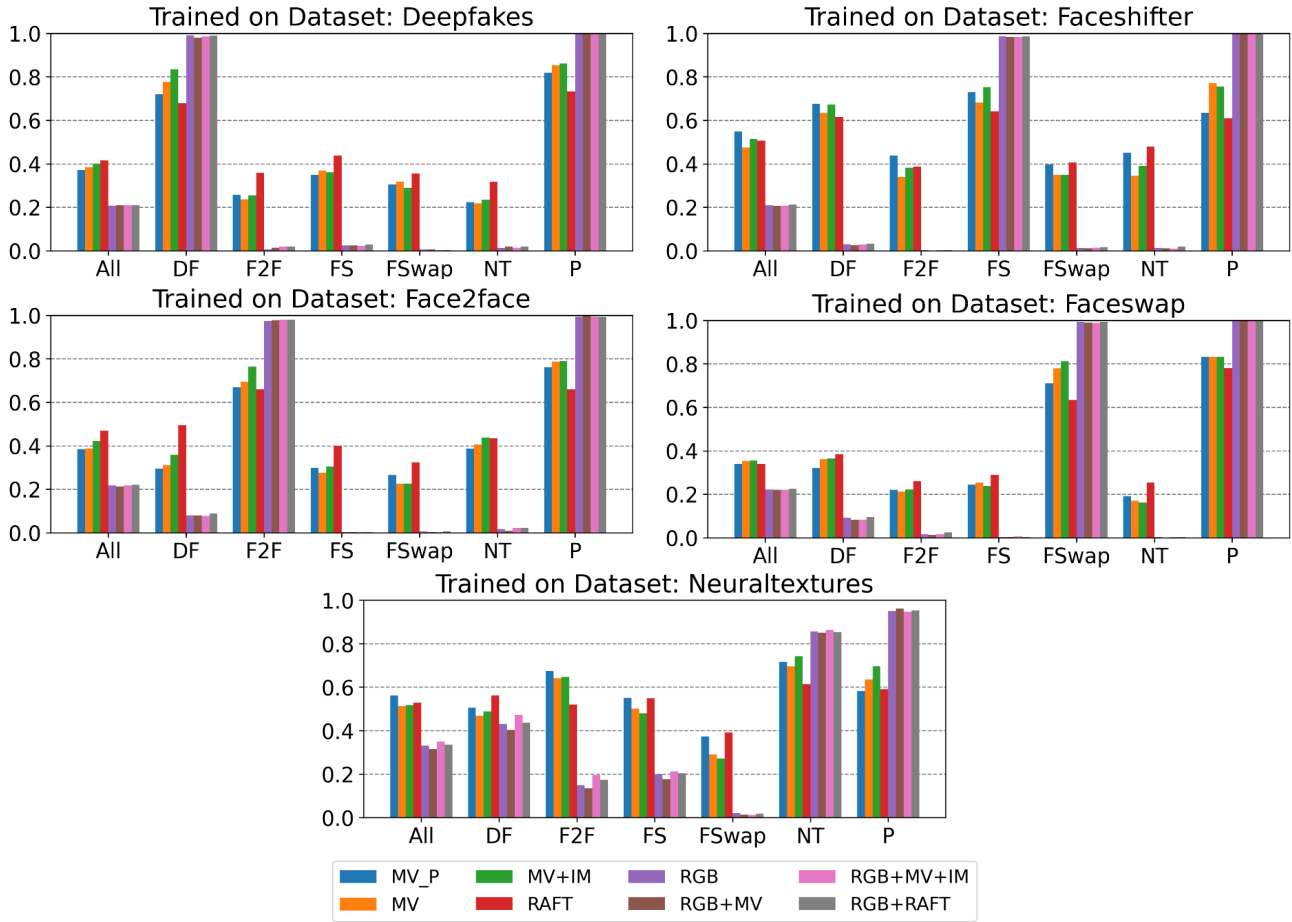 Trained on Dataset: Deepfakes
1.0
0.8
0.6
0.4
0.2
0.0
All DF F2F FS FSwap NT P
Trained on Dataset: Faceshifter
1.0
0.8
0.6
0.4
0.2
0.0
All DF F2F FS FSwap NT P
Trained on Dataset: Face2face
1.0
0.8
0.6
0.4
0.2
0.0
All DF F2F FS FSwap NT P
Trained on Dataset: Faceswap
1.0
0.8
0.6
0.4
0.2
0.0
All DF F2F FS FSwap NT P
Trained on Dataset: Neuraltextures
1.0
0.8
0.6
0.4
0.2
0.0
All DF F2F FS FSwap NT P
MV_P MV+IM RGB RGB+MV+IM
MV RAFT RGB+MV RGB+RAFT